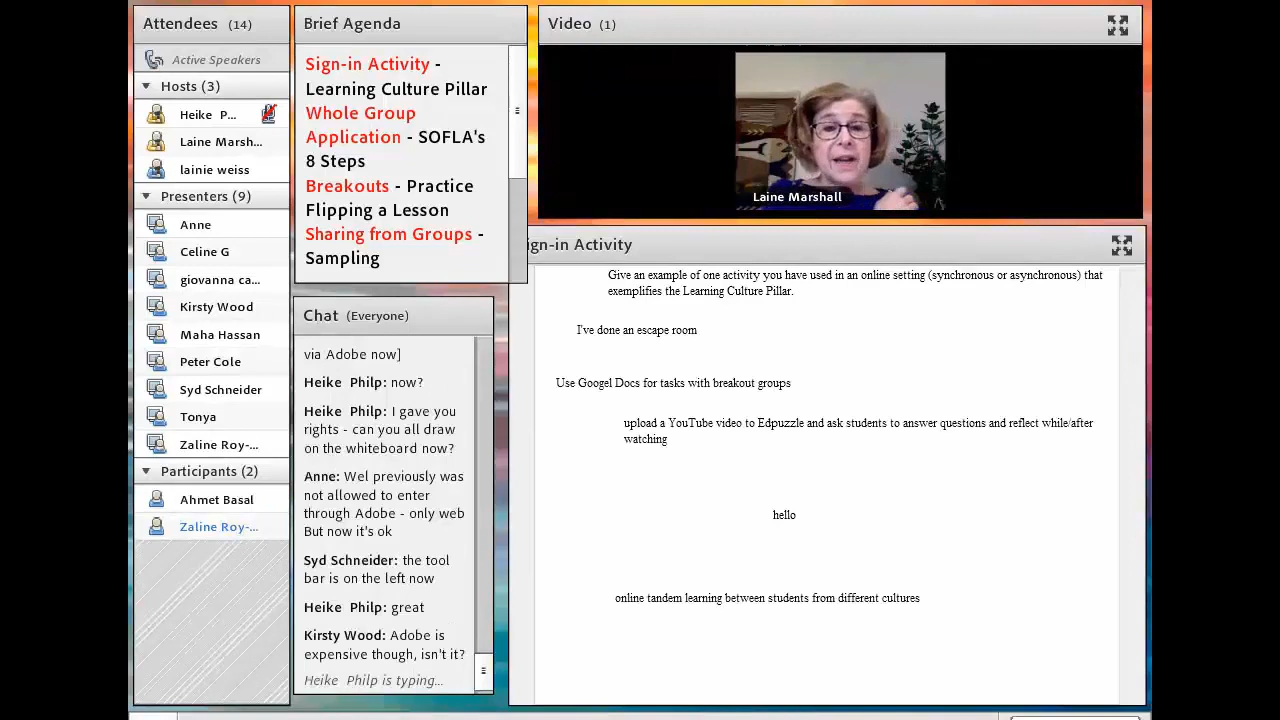 Attendees (14)
Active Speakers
Hosts (3)
Heike P...
Laine Marsh...
lainie weiss
Presenters (9)
Anne
Celine G
giovanna ca...
Kirsty Wood
Maha Hassan
Peter Cole
Syd Schneider
Tonya
Zaline Roy-...
Participants (2)
Ahmet Basal
Zaline Roy-...
Brief Agenda
Sign-in Activity -
Learning Culture Pillar
Whole Group
Application - SOFLA's
8 Steps
Breakouts - Practice
Flipping a Lesson
Sharing from Groups -
Sampling
Chat (Everyone)
via Adobe now]
Heike Philp: now?
Heike Philp: I gave you
rights - can you all draw
on the whiteboard now?
Anne: Wel previously was
not allowed to enter
through Adobe - only web
But now it's ok
Syd Schneider: the tool
bar is on the left now
Heike Philp: great
Kirsty Wood: Adobe is
expensive though, isn't it?
Heike Philp is typing...
Video (1)
Laine Marshall
ign-in Activity
Give an example of one activity you have used in an online setting (synchronous or asynchronous) that
exemplifies the Learning Culture Pillar.
I've done an escape room
Use Googel Docs for tasks with breakout groups
upload a YouTube video to Edpuzzle and ask students to answer questions and reflect while/after
watching
hello
online tandem learning between students from different cultures